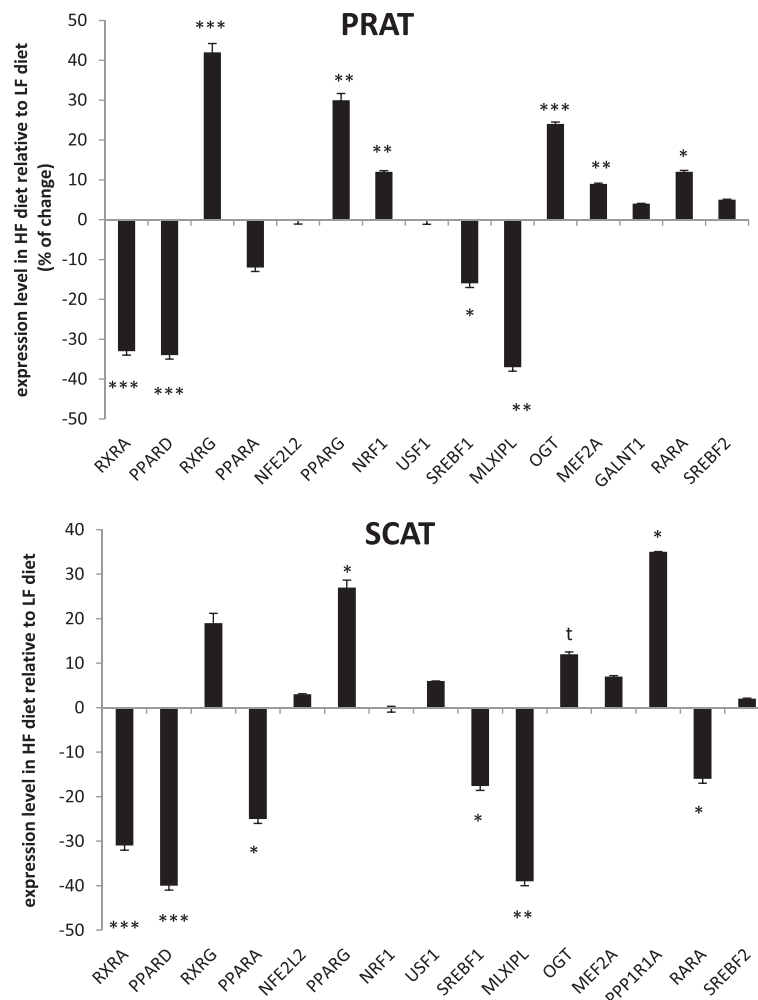 PRAT
expression level in HF diet relative to LF diet
(% of change)
50
40
30
20
10
0
-10
-20
-30
-40
-50
***
***
***
**
**
*
**
***
**
*
RXRA
PPARD
RXRG
PPARA
NFE2L2
PPARG
NRF1
USF1
SREBF1
MLXIPL
OGT
MEF2A
GALNT1
RARA
SREBF2
SCAT
expression level in HF diet relative to LF diet
40
30
20
10
0
-10
-20
-30
-40
-50
***
***
*
*
*
**
t
*
*
RXRA
PPARD
RXRG
PPARA
NFE2L2
PPARG
NRF1
USF1
SREBF1
MLXIPL
OGT
MEF2A
PPP1R1A
RARA
SREBF2